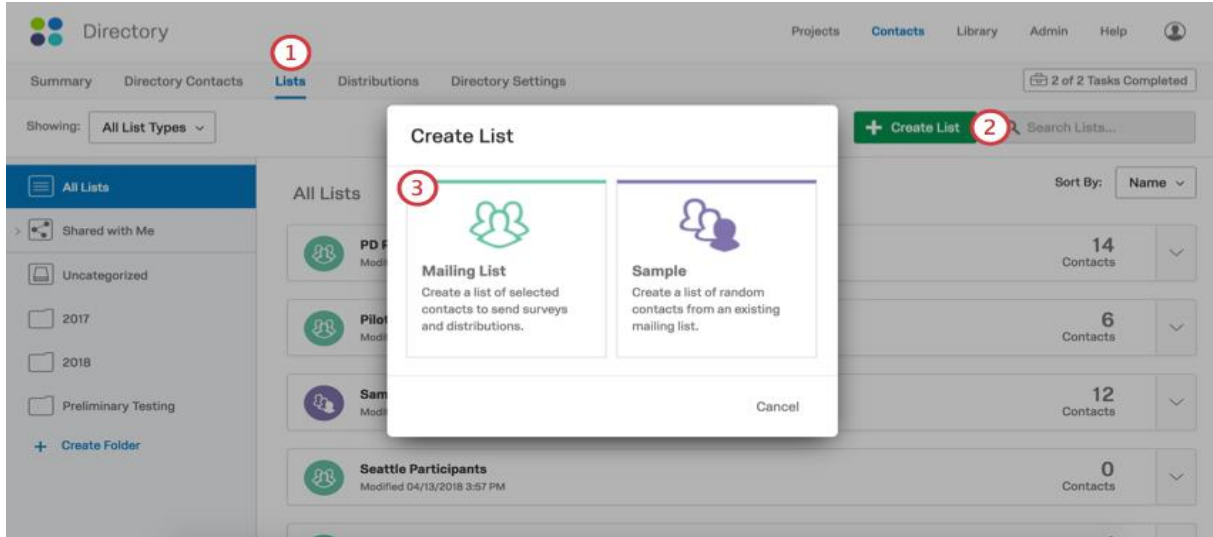 Directory
Projects Contacts Library Admin Help
1
Summary Directory Contacts Lists Distributions Directory Settings
2 of 2 Tasks Completed
Showing: All List Types
Create List
+ Create List
2
Search Lists...
All Lists
All Lists
Sort By: Name
3
Shared with Me
Uncategorized
2017
2018
Preliminary Testing
+ Create Folder
Mailing List
Create a list of selected
contacts to send surveys
and distributions.
Sample
Create a list of random
contacts from an existing
mailing list.
Cancel
PD
14
Contacts
6
Contacts
12
Contacts
Seattle Participants
Modified 04/13/2018 3:57 PM
0
Contacts